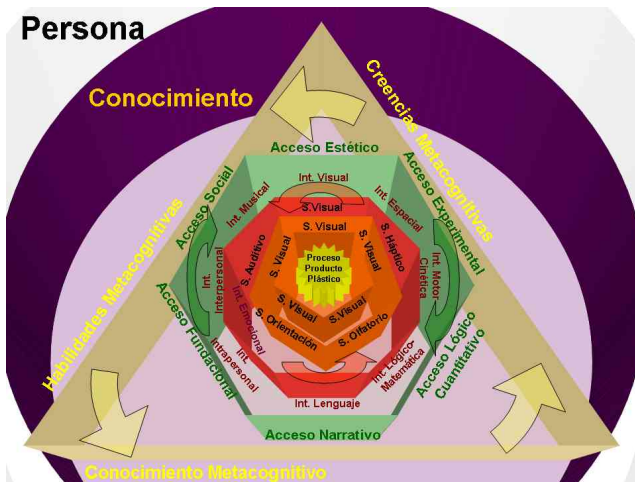 Persona
Conocimiento
Creencias Metacognitivas
Habilidades Metacognitivas
Conocimiento Metacognitivo
Acceso Estético
Acceso Social
Acceso Experimental
Acceso Fundacional
Acceso Lógico
Cuantitativo
Acceso Narrativo
Int. Visual
Int. Musical
Int. Espacial
Int.
Interpersonal
Int. Motor
Cinética
Int. Emocional
Int.
Intrapersonal
Int. Lógico-
Matemática
Int. Lenguaje
S.Visual
S. Auditivo
S. Háptico
S. Orientación
S. Olfatorio
S. Visual
S. Visual
S. Visual
S. Visual
S.Visual
Proceso
Producto
Plástico